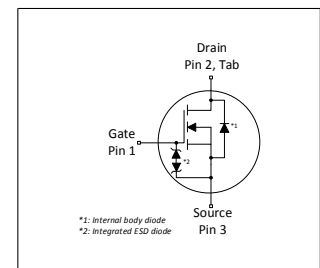 Drain
Pin 2, Tab
*1
Gate
Pin 1
*2
Source
Pin 3
*1: Internal body diode
*2: Integrated ESD diode